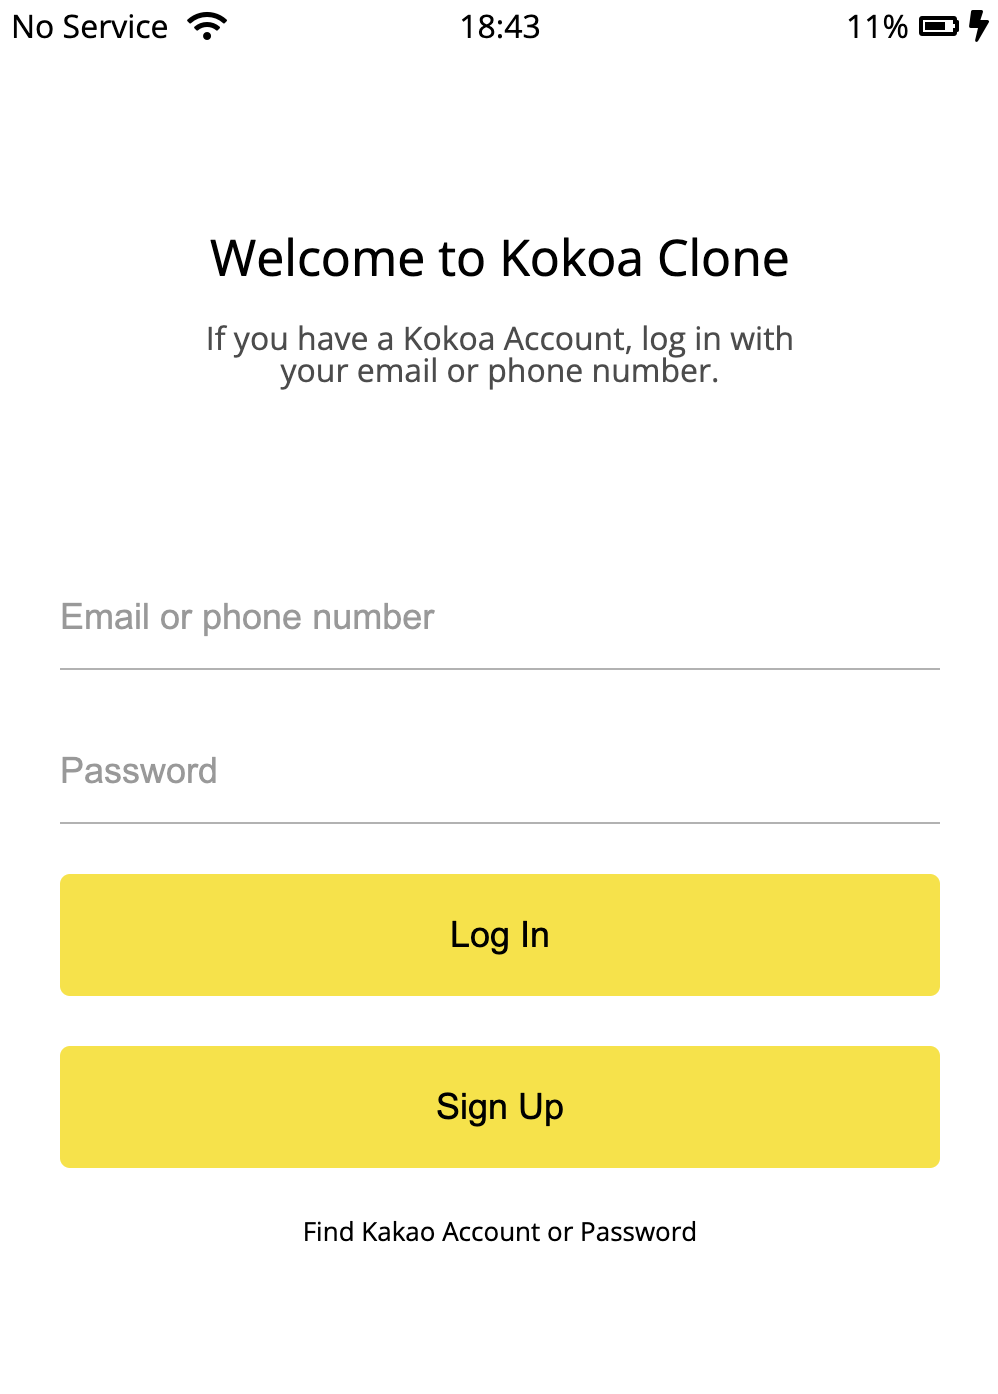 No Service 18:43 11%
Welcome to Kokoa Clone
If you have a Kokoa Account, log in with
your email or phone number.
Email or phone number
Password
Log In
Sign Up
Find Kakao Account or Password